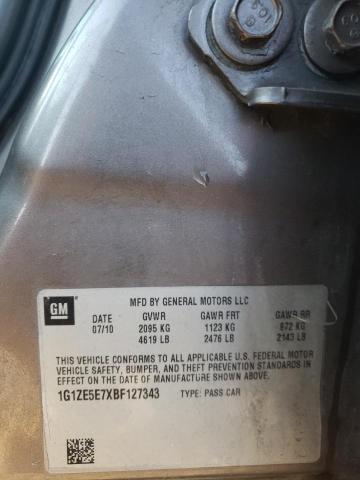 109
B
GM
MFD BY GENERAL MOTORS LLC
DATE GVWR GAWR FRT GAWR RR
07/10 2095 KG 1123 KG 972 KG
4619 LB 2476 LB 2143 LB
THIS VEHICLE CONFORMS TO ALL APPLICABLE U.S. FEDERAL MOTOR
VEHICLE SAFETY, BUMPER, AND THEFT PREVENTION STANDARDS IN
EFFECT ON THE DATE OF MANUFACTURE SHOWN ABOVE.
1G1ZE5E7XBF127343 TYPE: PASS CAR